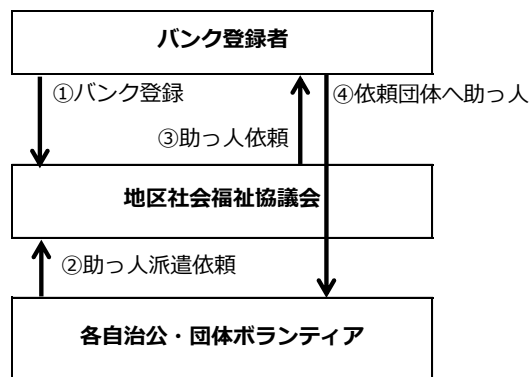 バンク登録者
①バンク登録
④依頼団体へ助っ人
③助っ人依頼
地区社会福祉協議会
②助っ人派遣依頼
各自治公・団体ボランティア